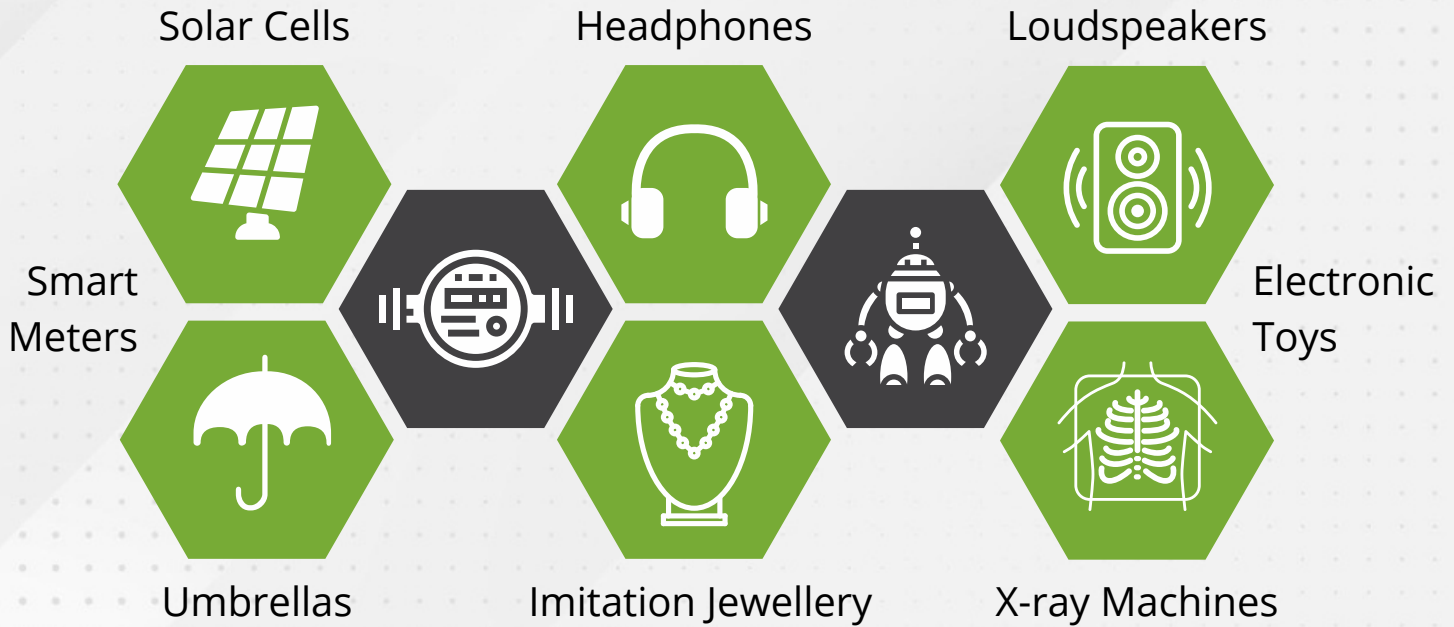 Solar Cells
Headphones
Loudspeakers
Smart
Meters
Electronic
Toys
Umbrellas
Imitation Jewellery
X-ray Machines